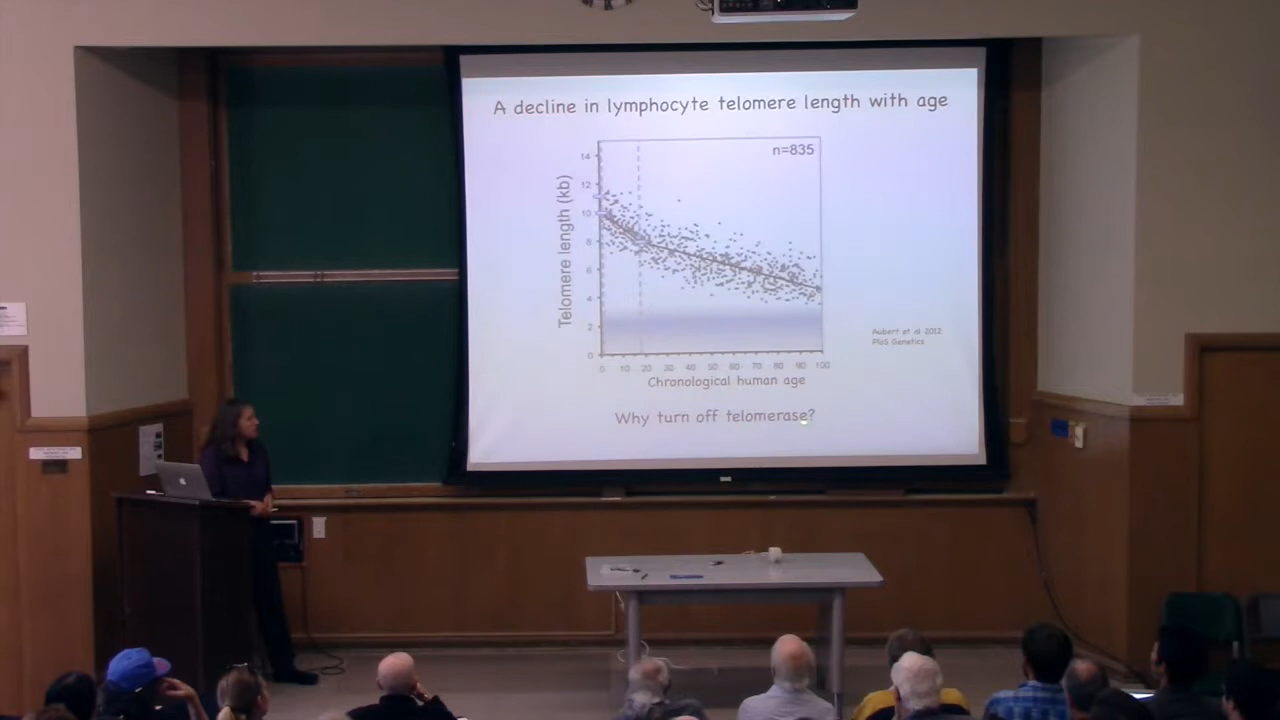 A decline in lymphocyte telomere length with age
n=835
Telomere length (kb)
14
12
10
8
6
4
2
0
0 10 20 30 40 50 60 70 80 90 100
Chronological human age
Aubert et al 2012
PloS Genetics
Why turn off telomerase?